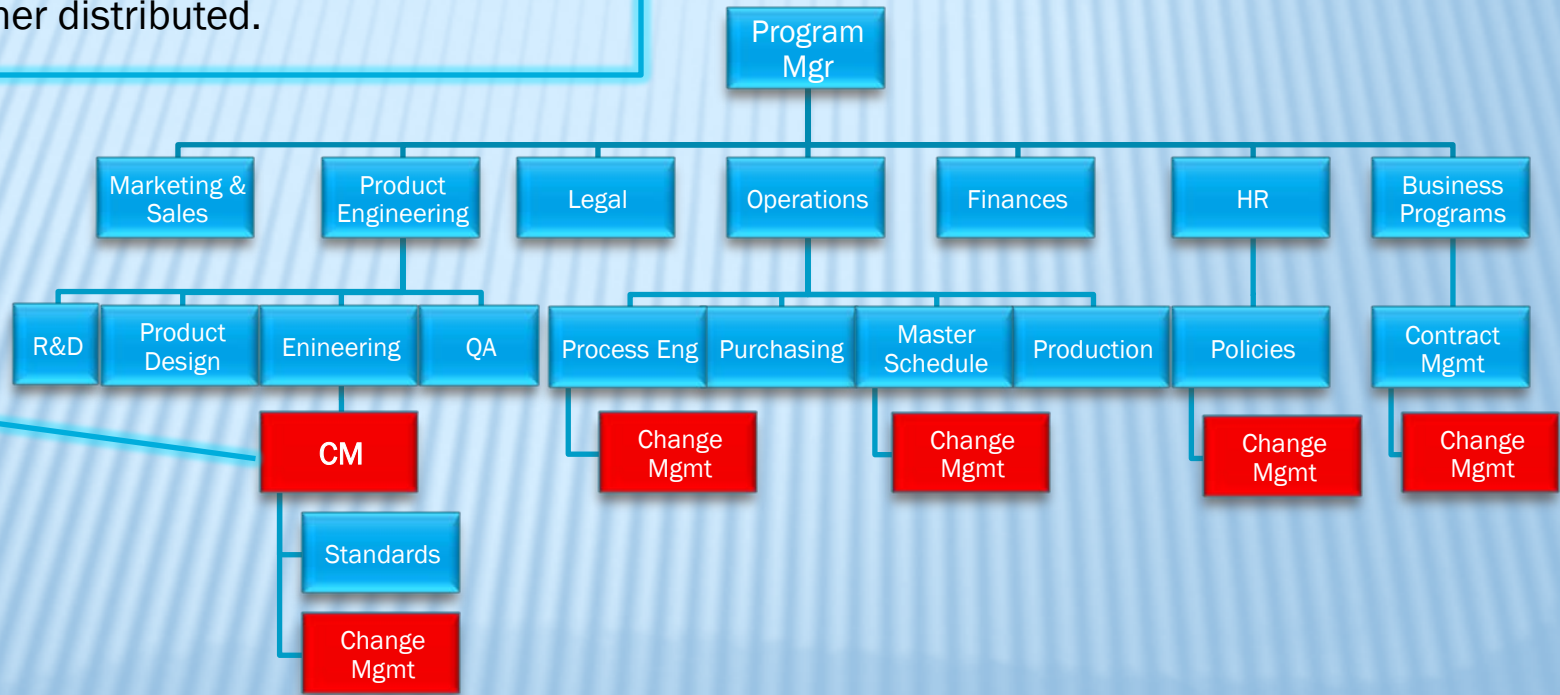 ner distributed.
Program
Mgr
Marketing &
Sales
Product
Engineering
Legal
Operations
Finances
HR
Business
Programs
R&D
Product
Design
Enineering
QA
Process Eng
Purchasing
Master
Schedule
Production
Policies
Contract
Mgmt
CM
Change
Mgmt
Change
Mgmt
Change
Mgmt
Change
Mgmt
Standards
Change
Mgmt